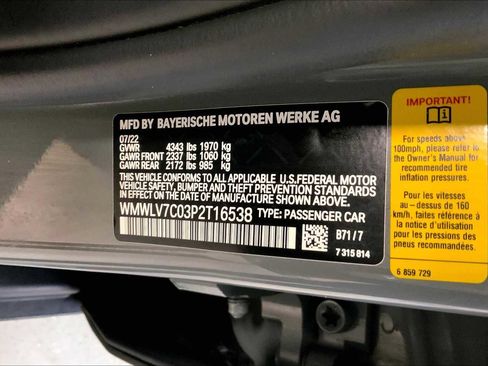 MFD BY BAYERISCHE MOTOREN WERKE AG
07/22
GVWR 4343 lbs 1970 kg
GAWR FRONT 2337 lbs 1060 kg
GAWR REAR 2172 lbs 985 kg
THIS VEHICLE CONFORMS TO ALL APPLICABLE U.S.FEDERAL MOTOR
VEHICLE SAFETY, BUMPER, AND THEFT PREVENTION STANDARDS
IN EFFECT ON THE DATE OF MANUFACTURE SHOWN ABOVE.
WMWLV7C03P2T16538 TYPE: PASSENGER CAR
B71/7
7 315 814
IMPORTANT!
i
For speeds above
100mph, please refer to
the Owner's Manual for
recommended tire
inflation pressures.
Pour des vitesses
au-dessus de 160
km/h, faites référence à
la notice d'utilisation
pour les pressions des
pneus recommandées.
6 859 729